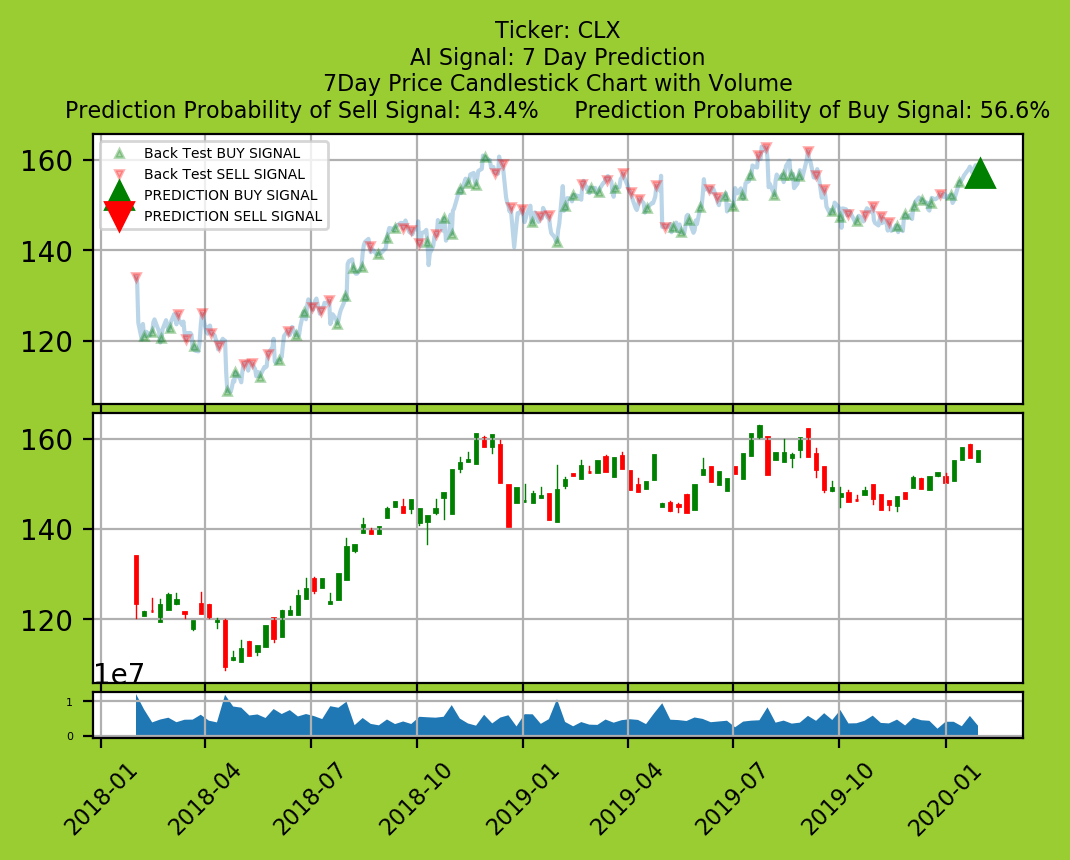 Ticker: CLX
AI Signal: 7 Day Prediction
7Day Price Candlestick Chart with Volume
Prediction Probability of Sell Signal: 43.4% Prediction Probability of Buy Signal: 56.6%
Back Test BUY SIGNAL
Back Test SELL SIGNAL
PREDICTION BUY SIGNAL
PREDICTION SELL SIGNAL
160
140
120
160
140
120
1e7
1
0
2018-01
2018-04
2018-07
2018-10
2019-01
2019-04
2019-07
2019-10
2020-01